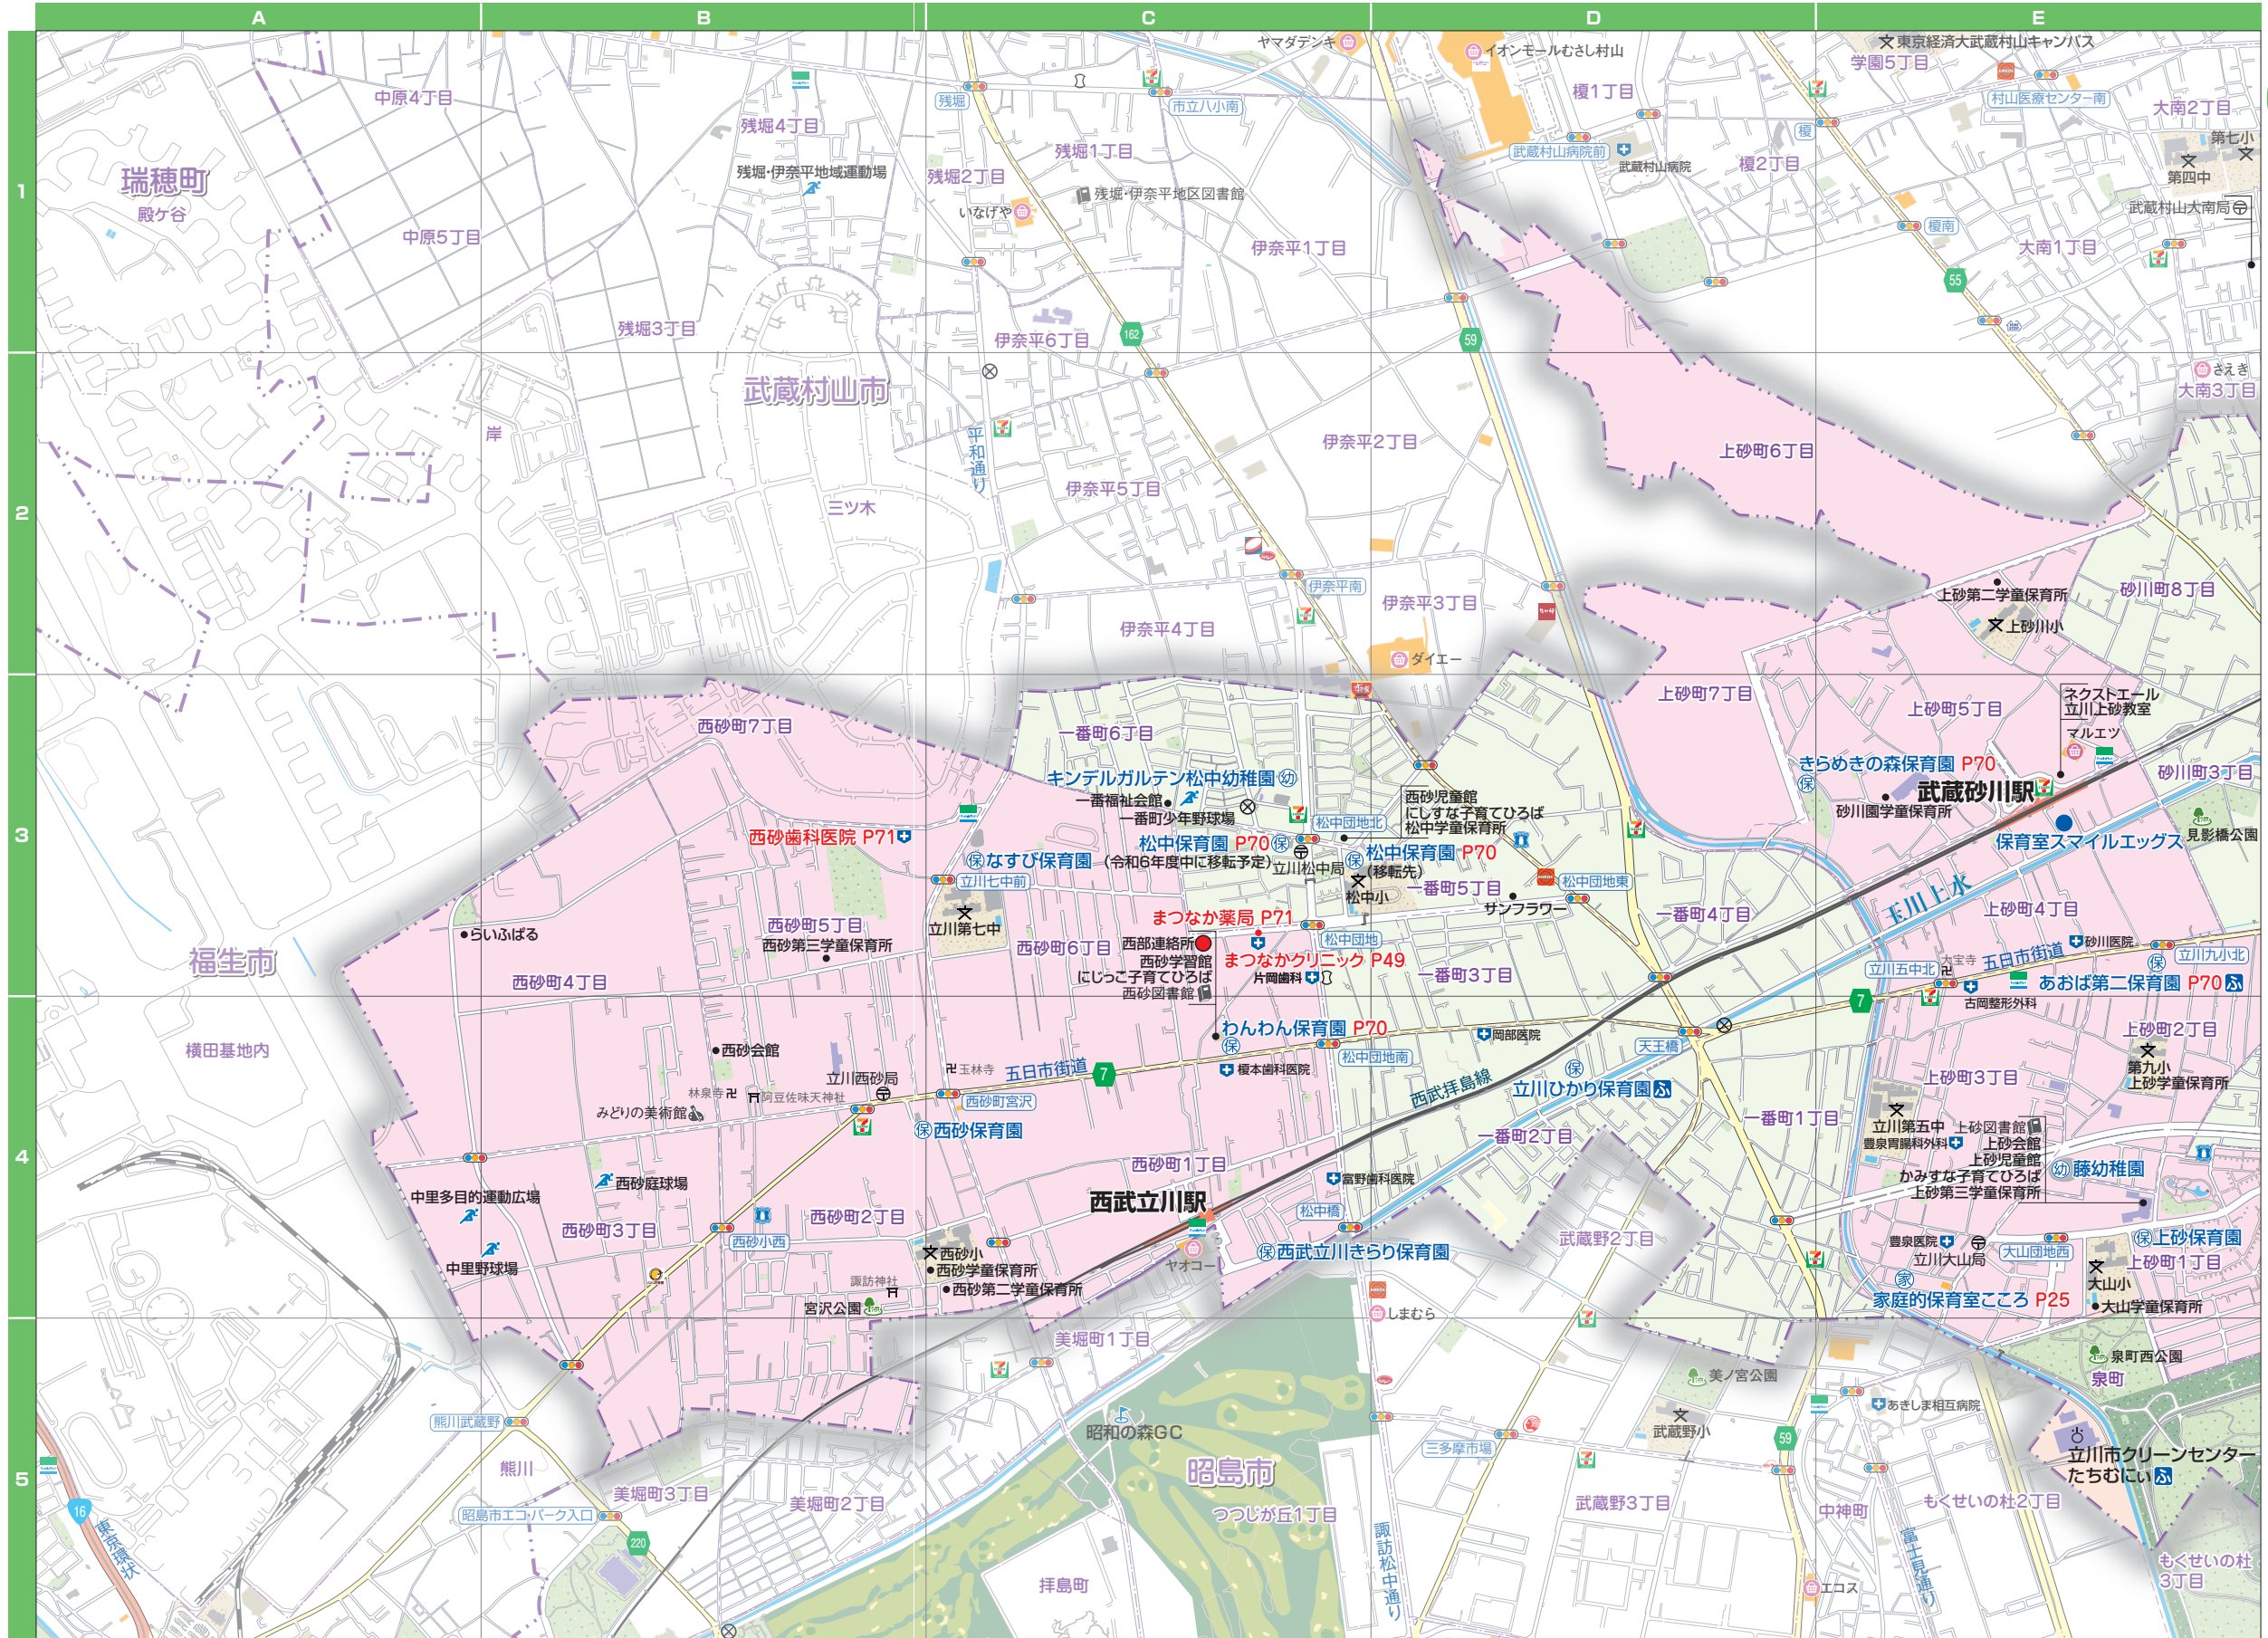 A
B
C
D
E
1
2
3
4
5
ヤマダデンキ
イオンモールむさし村山
東京経済大武蔵村山キャンパス
学園5丁目
中原4丁目
残堀
市立八小南
榎1丁目
村山医療センター南
大南2丁目
残堀4丁目
榎
第七小
残堀1丁目
武蔵村山病院前
榎2丁目
武蔵村山病院
第四中
瑞穂町
殿ケ谷
残堀・伊奈平地域運動場
残堀2丁目
残堀・伊奈平地区図書館
いなげや
武蔵村山大南局
榎南
中原5丁目
伊奈平1丁目
大南1丁目
55
残堀3丁目
伊奈平6丁目
162
59
さえき
大南3丁目
武蔵村山市
岸
平和通り
伊奈平2丁目
上砂町6丁目
伊奈平5丁目
三ツ木
伊奈平南
伊奈平3丁目
上砂第二学童保育所
砂川町8丁目
伊奈平4丁目
上砂川小
ダイエー
上砂町7丁目
ネクストエール
立川上砂教室
マルエツ
上砂町5丁目
西砂町7丁目
一番町6丁目
キンデルガルテン松中幼稚園 幼
一番福祉会館
一番町少年野球場
西砂児童館
にしすな子育てひろば
松中学童保育所
きらめきの森保育園 P70
保
武蔵砂川駅
砂川園学童保育所
砂川町3丁目
見影橋公園
保育室スマイルエッグス
西砂歯科医院 P71
松中団地北
松中保育園 P70 保
(令和6年度中に移転予定)
立川松中局
保 松中保育園 P70
(移転先)
松中小
保 なすび保育園
立川七中前
一番町5丁目
松中団地東
サンフラワー
玉川上水
上砂町4丁目
立川第七中
西砂町5丁目
西砂第三学童保育所
らいふぱる
西砂町6丁目
まつなか薬局 P71
松中団地
一番町4丁目
西部連絡所
西砂学習館
にじっこ子育てひろば
西砂図書館
まつなかクリニック P49
片岡歯科
一番町3丁目
砂川医院
五日市街道
立川九小北
大宝寺
立川五中北
保
あおば第二保育園 P70 ふ
古岡整形外科
7
福生市
西砂町4丁目
横田基地内
西砂会館
わんわん保育園 P70
保
岡部医院
松中団地南
天王橋
上砂町2丁目
第九小
上砂学童保育所
玉林寺
五日市街道
7
榎本歯科医院
西武拝島線
保
立川ひかり保育園 ふ
上砂町3丁目
立川西砂局
林泉寺
阿豆佐味天神社
みどりの美術館
西砂町宮沢
保 西砂保育園
一番町1丁目
一番町2丁目
立川第五中
豊泉胃腸科外科
上砂図書館
上砂会館
上砂児童館
かみすな子育てひろば
上砂第三学童保育所
幼 藤幼稚園
西砂町1丁目
富野歯科医院
西武立川駅
松中橋
西砂庭球場
中里多目的運動広場
西砂町3丁目
西砂町2丁目
西砂小西
中里野球場
西砂小
西砂学童保育所
西砂第二学童保育所
ヤオコー
保 西武立川きらり保育園
武蔵野2丁目
諏訪神社
宮沢公園
豊泉医院
立川大山局
大山団地西
保 上砂保育園
上砂町1丁目
大山小
大山学童保育所
家
家庭的保育室こころ P25
しまむら
美堀町1丁目
泉町西公園
泉町
美ノ宮公園
あきしま相互病院
熊川武蔵野
昭和の森GC
三多摩市場
武蔵野小
59
立川市クリーンセンター
たちむにぃ ふ
昭島市
熊川
美堀町3丁目
美堀町2丁目
つつじが丘1丁目
武蔵野3丁目
中神町
もくせいの杜2丁目
昭島市エコ・パーク入口
220
16
東京環状
拝島町
諏訪松中通り
エコス
富士見通り
もくせいの杜
3丁目